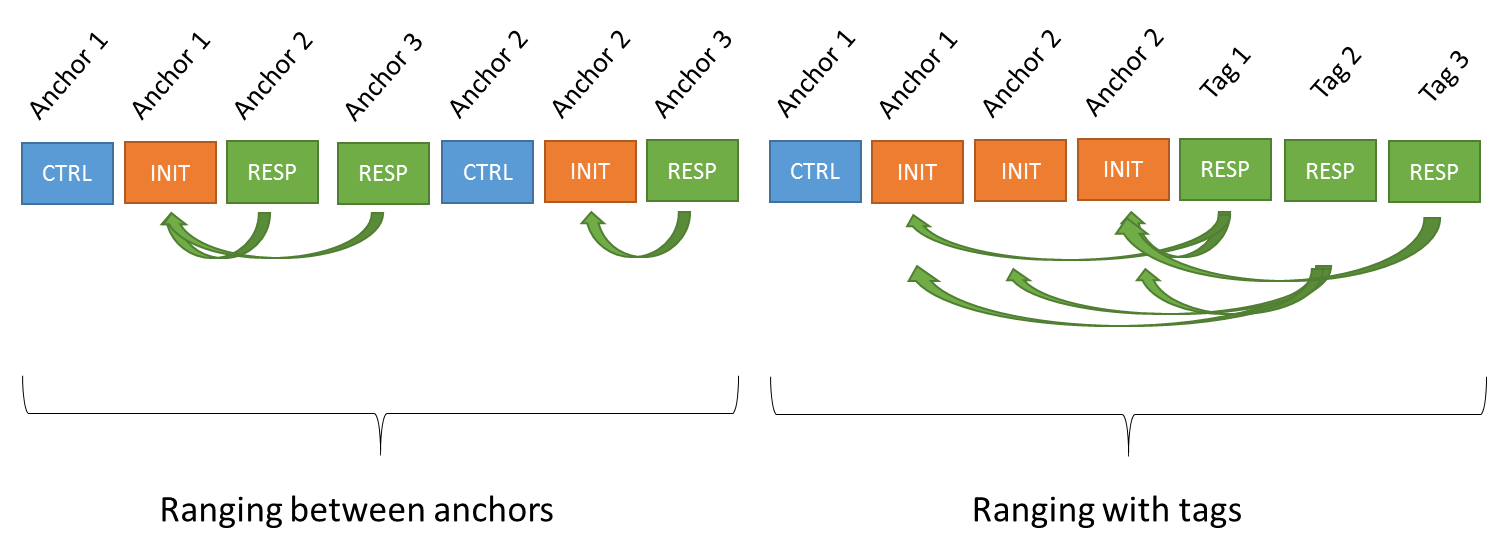 Anchor 1
Anchor 1
Anchor 2
Anchor 3
Anchor 2
Anchor 2
Anchor 3
Anchor 1
Anchor 1
Anchor 2
Anchor 2
Tag 1
Tag 2
Tag 3
CTRL
INIT
RESP
RESP
CTRL
INIT
RESP
CTRL
INIT
INIT
INIT
RESP
RESP
RESP
Ranging between anchors
Ranging with tags